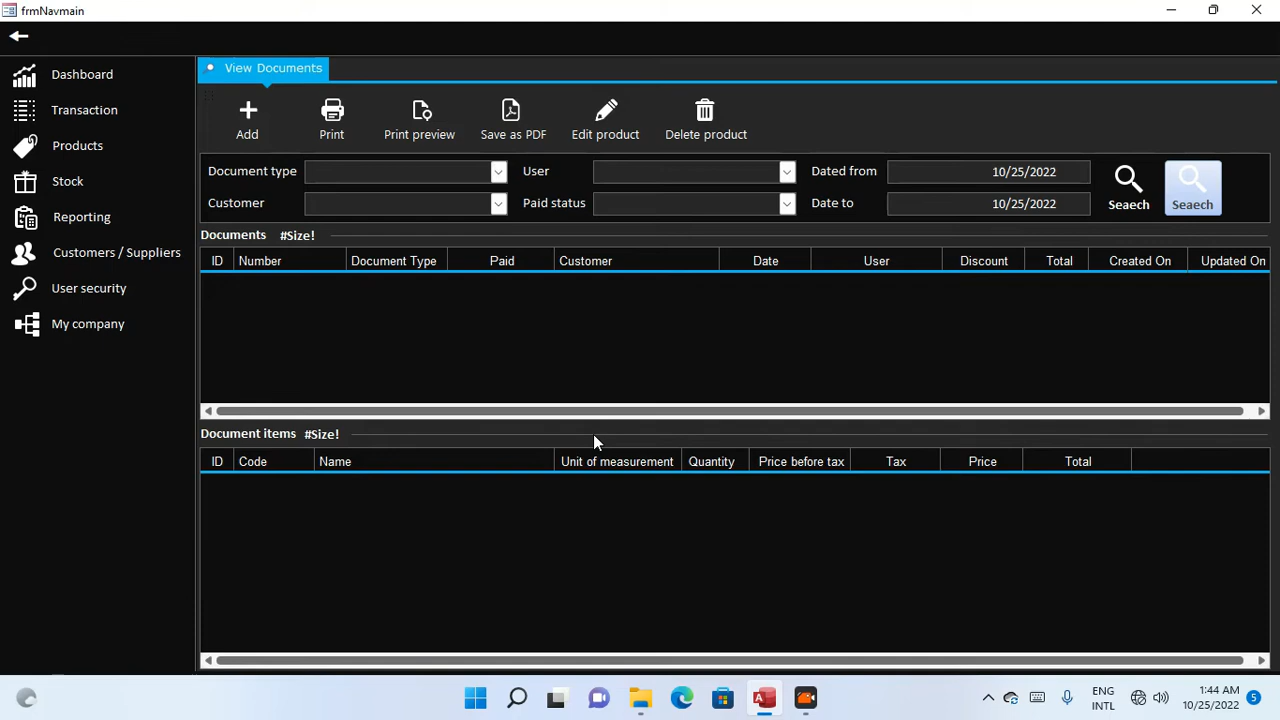 frmNavmain
View Documents
Dashboard
Transaction
Products
Stock
Reporting
Customers / Suppliers
User security
My company
Add
Print
Print preview
Save as PDF
Edit product
Delete product
Document type
User
Dated from
10/25/2022
Customer
Paid status
Date to
10/25/2022
Seaech
Seaech
Documents #Size!
ID Number Document Type Paid Customer Date User Discount Total Created On Updated On
Document items #Size!
ID Code Name Unit of measurement Quantity Price before tax Tax Price Total
ENG
INTL
1:44 AM
10/25/2022
5